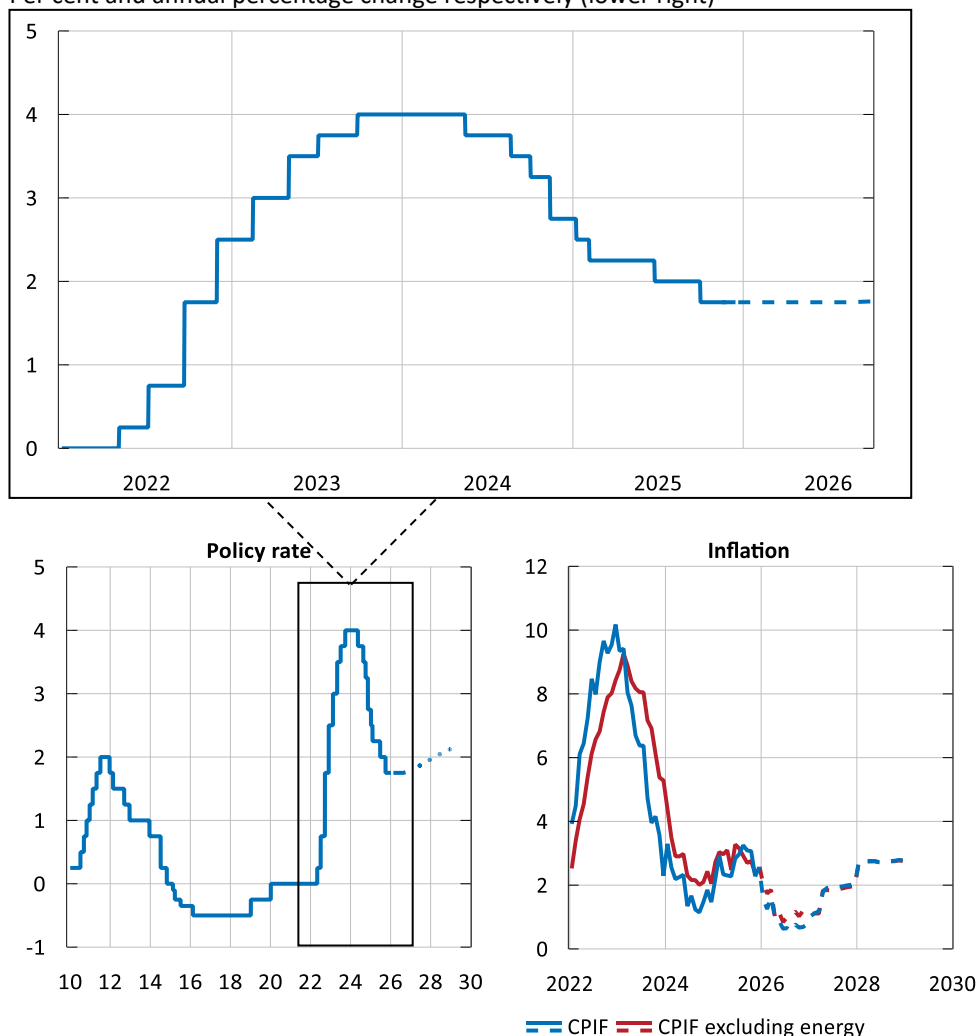 Per cent and annual percentage change respectively (lower right)
5
4
3
2
1
0
2022 2023 2024 2025 2026
Policy rate
5
4
3
2
1
0
-1
10 12 14 16 18 20 22 24 26 28 30
Inflation
12
10
8
6
4
2
0
2022 2024 2026 2028 2030
CPIF CPIF excluding energy